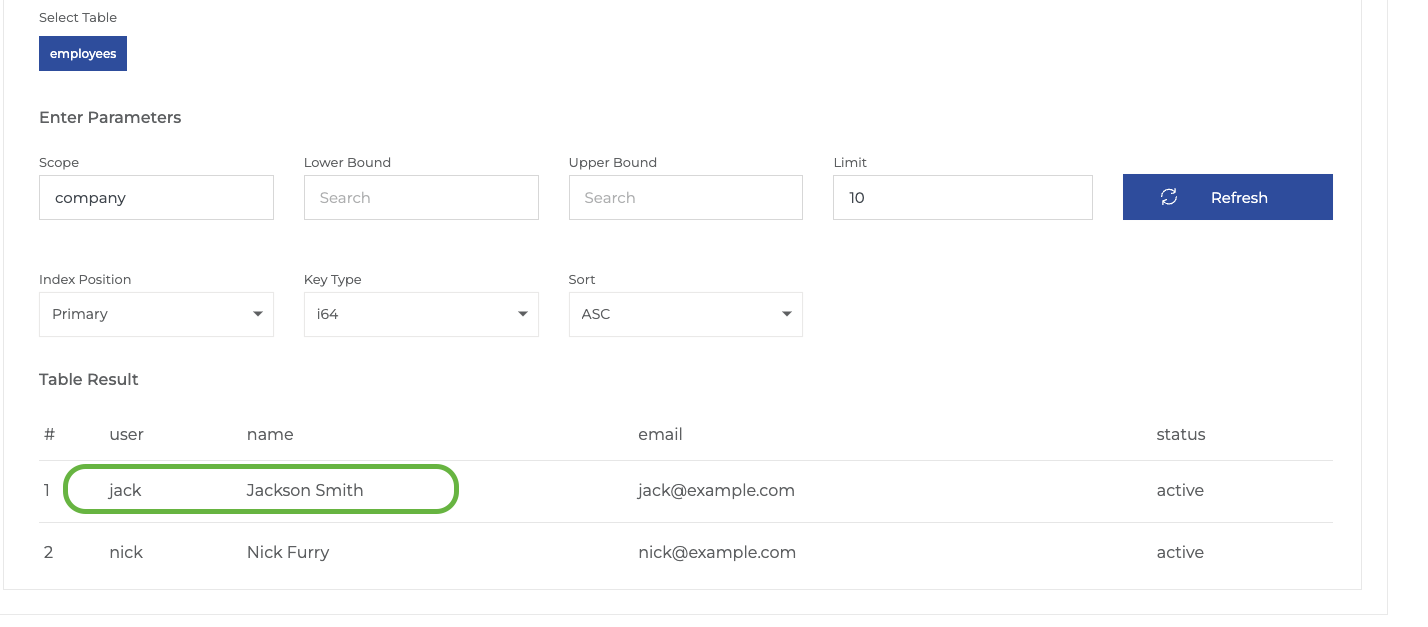 Select Table
employees
Enter Parameters
Scope Lower Bound Upper Bound Limit
company Search Search 10 Refresh
Index Position Key Type Sort
Primary i64 ASC
Table Result
# user name email status
1 jack Jackson Smith jack@example.com active
2 nick Nick Furry nick@example.com active